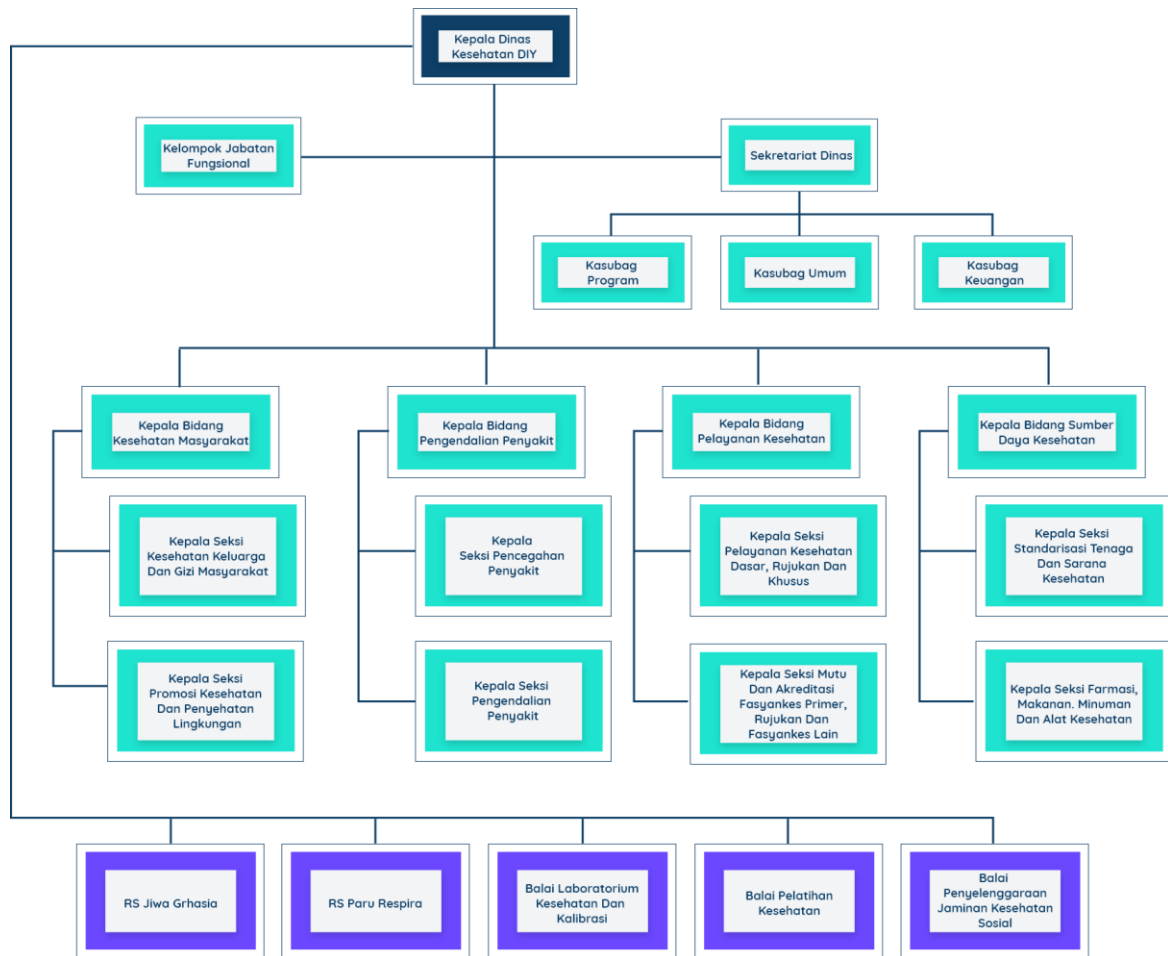 Kepala Dinas
Kesehatan DIY
Kelompok Jabatan
Fungsional
Sekretariat Dinas
Kasubag
Program
Kasubag Umum
Kasubag
Keuangan
Kepala Bidang
Kesehatan Masyarakat
Kepala Bidang
Pengendalian Penyakit
Kepala Bidang
Pelayanan Kesehatan
Kepala Bidang Sumber
Daya Kesehatan
Kepala Seksi
Kesehatan Keluarga
Dan Gizi Masyarakat
Kepala
Seksi Pencegahan
Penyakit
Kepala Seksi
Pelayanan Kesehatan
Dasar, Rujukan Dan
Khusus
Kepala Seksi
Standarisasi Tenaga
Dan Sarana
Kesehatan
Kepala Seksi
Promosi Kesehatan
Dan Penyehatan
Lingkungan
Kepala Seksi
Pengendalian
Penyakit
Kepala Seksi Mutu
Dan Akreditasi
Fasyankes Primer,
Rujukan Dan
Fasyankes Lain
Kepala Seksi Farmasi,
Makanan. Minuman
Dan Alat Kesehatan
RS Jiwa Grhasia
RS Paru Respira
Balai Laboratorium
Kesehatan Dan
Kalibrasi
Balai Pelatihan
Kesehatan
Balai
Penyelenggaraan
Jaminan Kesehatan
Sosial